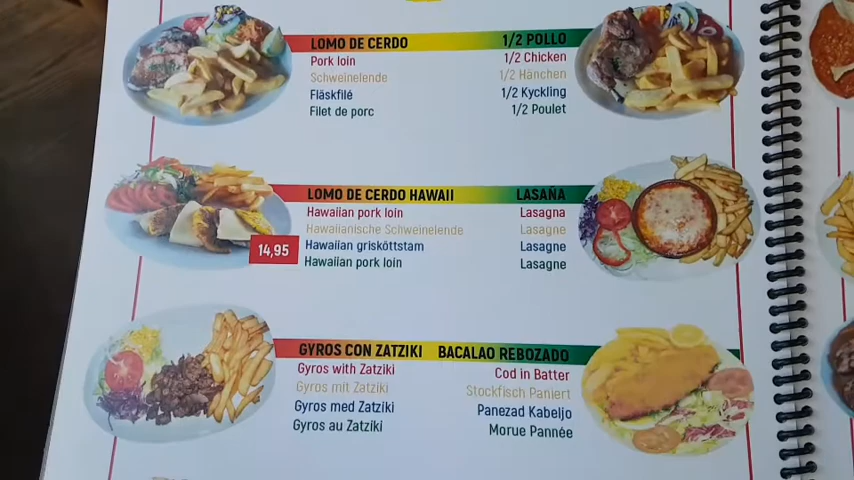 LOMO DE CERDO
Pork loin
Schweinelende
Fläskfilé
Filet de porc
1/2 POLLO
1/2 Chicken
1/2 Hänchen
1/2 Kyckling
1/2 Poulet
LOMO DE CERDO HAWAII
Hawaiian pork loin
Hawaiianische Schweinelende
Hawaiian grisköttstam
Hawaiian pork loin
14,95
LASAÑA
Lasagna
Lasagne
Lasagne
Lasagne
GYROS CON ZATZIKI
Gyros with Zatziki
Gyros mit Zatziki
Gyros med Zatziki
Gyros au Zatziki
BACALAO REBOZADO
Cod in Batter
Stockfisch Paniert
Panezad Kabeljo
Morue Pannée